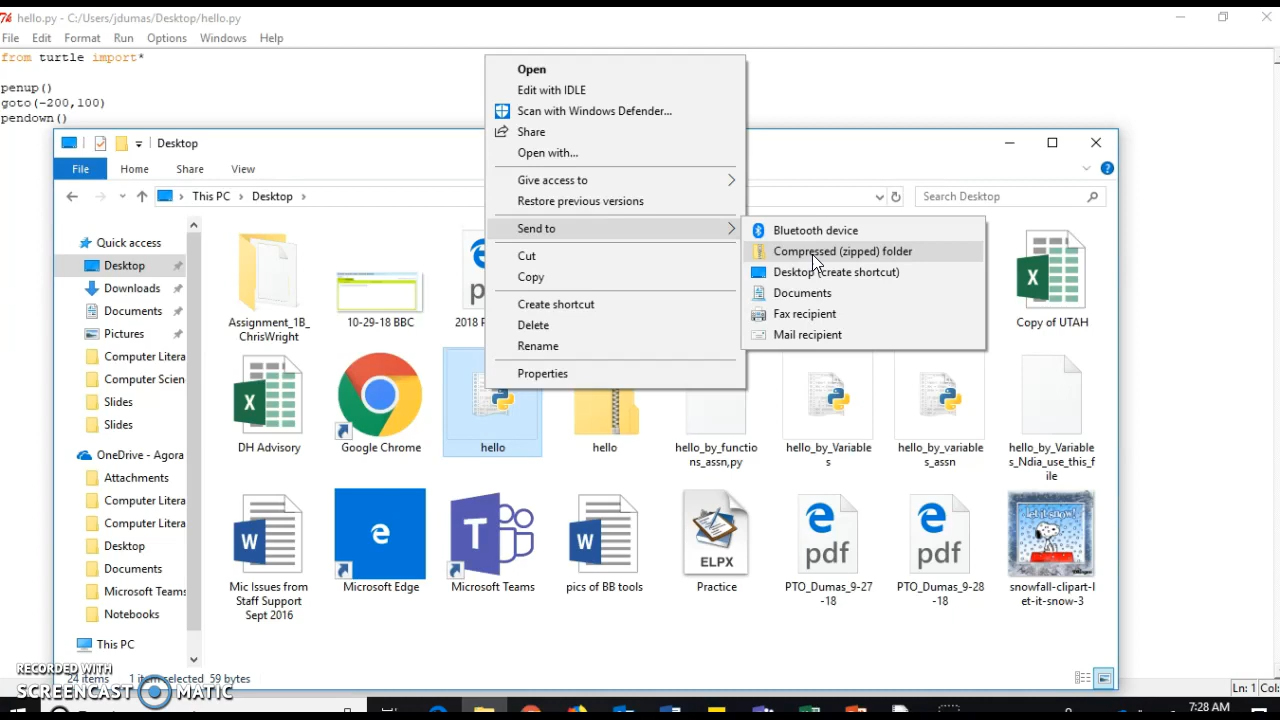 hello.py - C:/Users/jdumas/Desktop/hello.py
File Edit Format Run Options Windows Help
from turtle import*
penup()
goto(-200,100)
pendown()
Desktop
File Home Share View
This PC Desktop
Search Desktop
Quick access
Desktop
Downloads
Documents
Pictures
Computer Litera
Computer Scien
Slides
Slides
OneDrive - Agora
Attachments
Computer Litera
Computer Litera
Desktop
Documents
Microsoft Teams
Notebooks
This PC
Open
Edit with IDLE
Scan with Windows Defender...
Share
Open with...
Give access to
Restore previous versions
Send to
Cut
Copy
Create shortcut
Delete
Rename
Properties
Bluetooth device
Compressed (zipped) folder
Desktop (create shortcut)
Documents
Fax recipient
Mail recipient
Assignment_1B_
ChrisWright
10-29-18 BBC
2018
Copy of UTAH
DH Advisory
Google Chrome
hello
hello
hello_by_functio
ns_assn,py
hello_by_Variable
s
hello_by_variable
s_assn
hello_by_Variable
s_Ndia_use_this_f
ile
Mic Issues from
Staff Support
Sept 2016
Microsoft Edge
Microsoft Teams
pics of BB tools
ELPX
Practice
pdf
PTO_Dumas_9-27
-18
pdf
PTO_Dumas_9-28
-18
let it snow!
snowfall-clipart-l
et-it-snow-3
24 items 1 item selected 59 bytes
RECORDED WITH
SCREENCAST MATIC
Ln: 1 Col:
7:28 AM